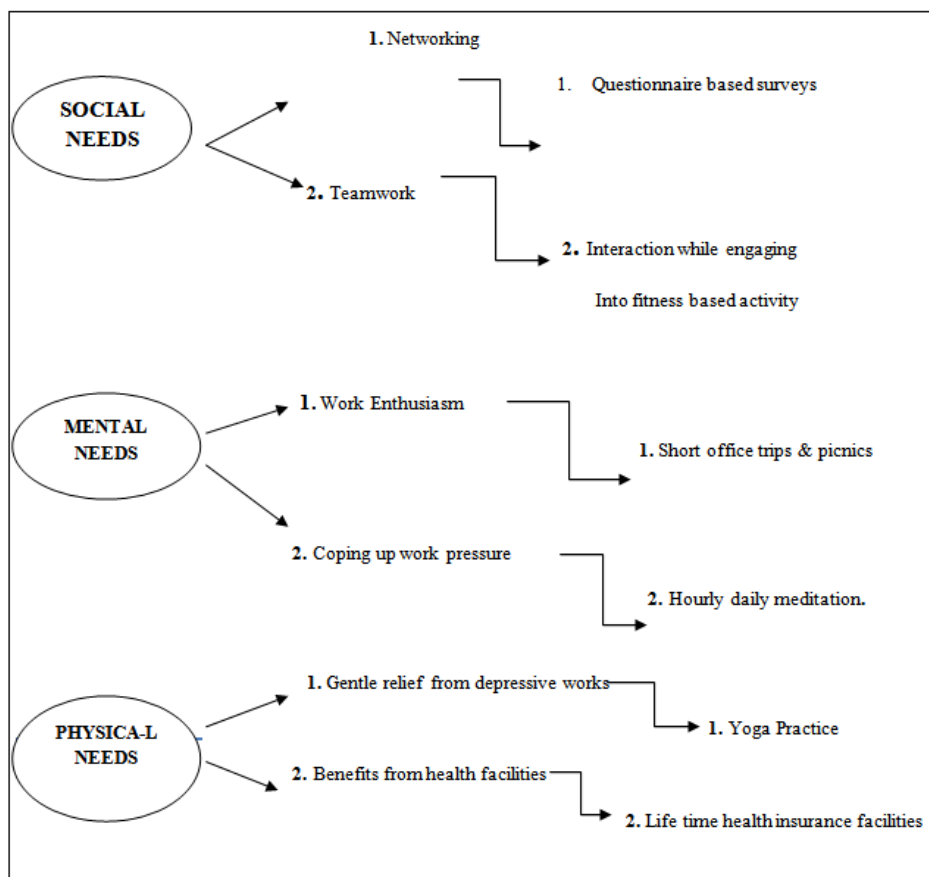 1. Networking
SOCIAL
NEEDS
1. Questionnaire based surveys
2. Teamwork
2. Interaction while engaging
Into fitness based activity
MENTAL
NEEDS
1. Work Enthusiasm
1. Short office trips & picnics
2. Coping up work pressure
2. Hourly daily meditation.
PHYSICA-L
NEEDS
1. Gentle relief from depressive works
1. Yoga Practice
2. Benefits from health facilities
2. Life time health insurance facilities